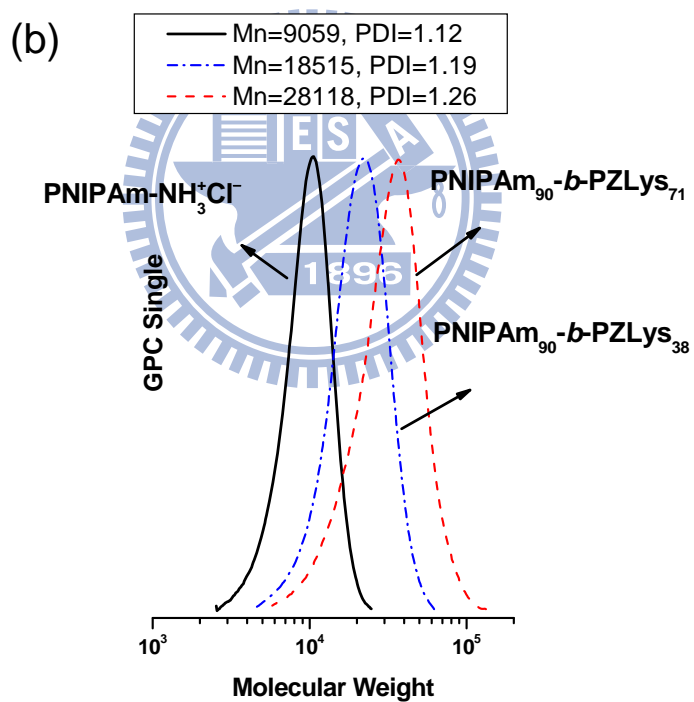 (b)
Mn=9059, PDI=1.12
Mn=18515, PDI=1.19
Mn=28118, PDI=1.26
E S A
PNIPAm-NH₃⁺Cl⁻
PNIPAm₉₀-b-PZLys₇₁
1896
PNIPAm₉₀-b-PZLys₃₈
GPC Single
10³ 10⁴ 10⁵
Molecular Weight